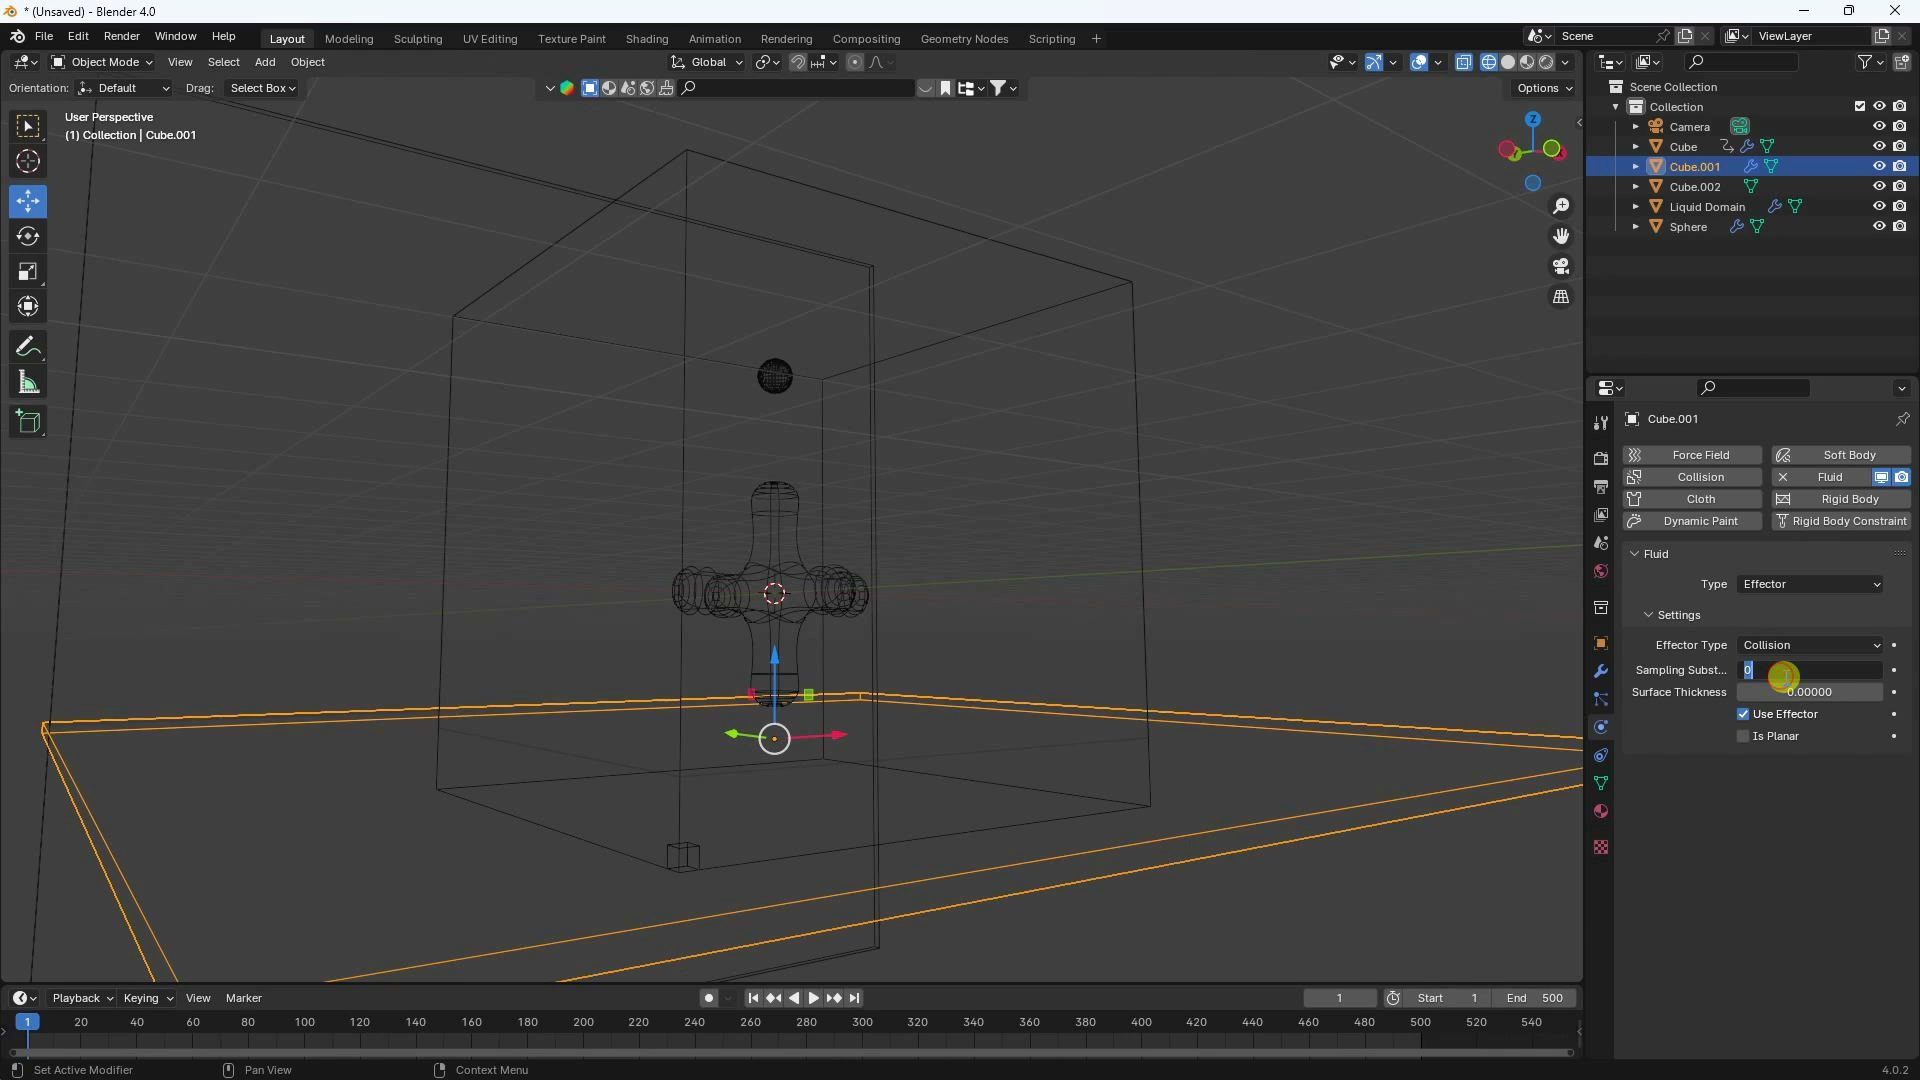 * (Unsaved) - Blender 4.0
File Edit Render Window Help
Layout Modeling Sculpting UV Editing Texture Paint Shading Animation Rendering Compositing Geometry Nodes Scripting +
Scene
ViewLayer
Object Mode View Select Add Object
Global
Orientation: Default Drag: Select Box
Options
User Perspective
(1) Collection | Cube.001
Z
Scene Collection
Collection
Camera
Cube
Cube.001
Cube.002
Liquid Domain
Sphere
Cube.001
Force Field Soft Body
Collision Fluid
Cloth Rigid Body
Dynamic Paint Rigid Body Constraint
Fluid
Type Effector
Settings
Effector Type Collision
Sampling Subst... 0
Surface Thickness 0.00000
Use Effector
Is Planar
Playback Keying View Marker
1 Start 1 End 500
1 20 40 60 80 100 120 140 160 180 200 220 240 260 280 300 320 340 360 380 400 420 440 460 480 500 520 540
Set Active Modifier Pan View Context Menu
4.0.2